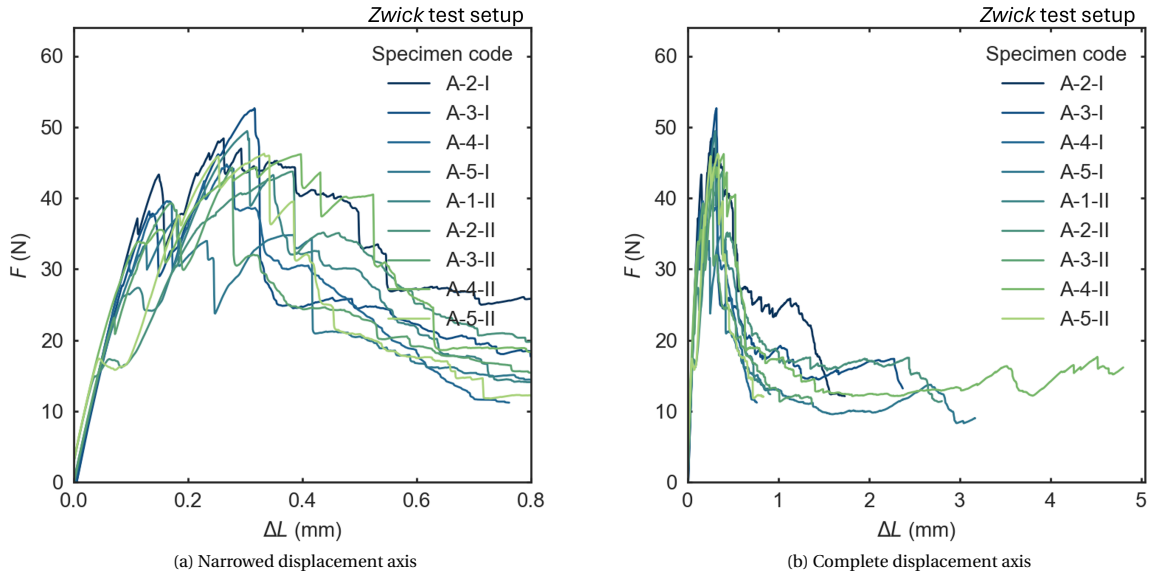 Zwick test setup
Specimen code
A-2-I
A-3-I
A-4-I
A-5-I
A-1-II
A-2-II
A-3-II
A-4-II
A-5-II
60
50
40
30
20
10
0
F (N)
0.0 0.2 0.4 0.6 0.8
ΔL (mm)
(a) Narrowed displacement axis
Zwick test setup
Specimen code
A-2-I
A-3-I
A-4-I
A-5-I
A-1-II
A-2-II
A-3-II
A-4-II
A-5-II
60
50
40
30
20
10
0
F (N)
0 1 2 3 4 5
ΔL (mm)
(b) Complete displacement axis